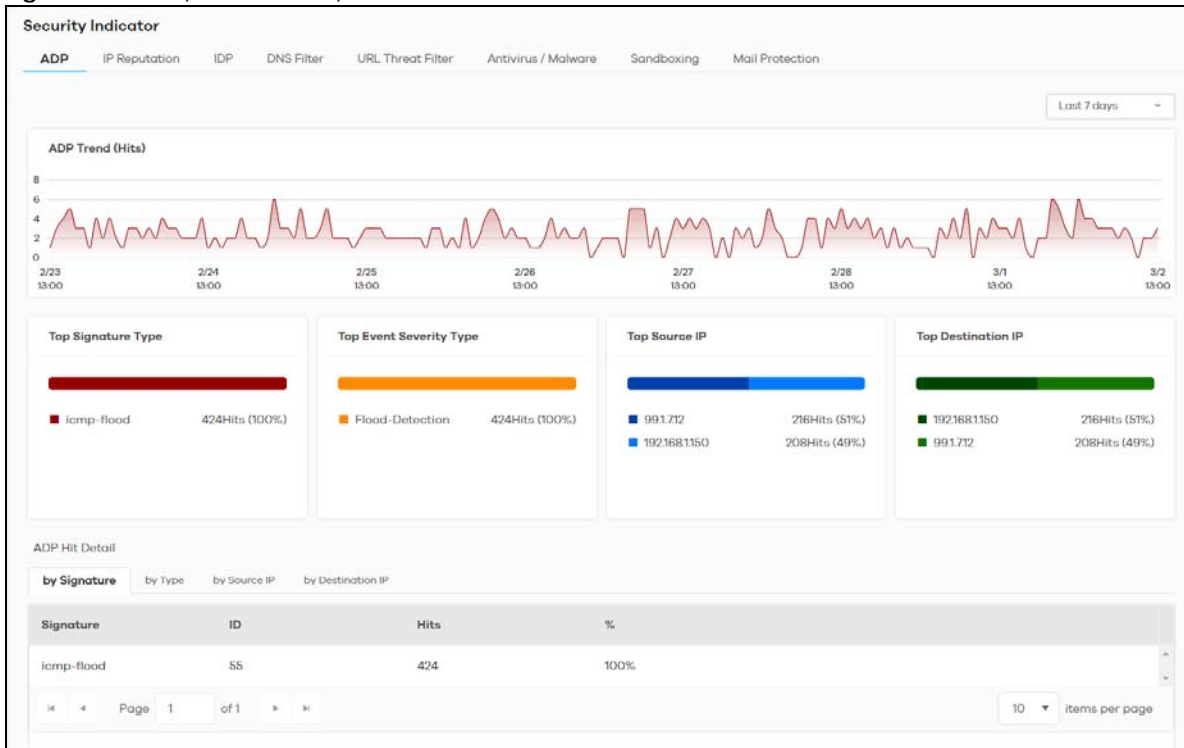 Security Indicator
ADP IP Reputation IDP DNS Filter URL Threat Filter Antivirus / Malware Sandboxing Mail Protection
Last 7 days
ADP Trend (Hits)
8
6
4
2
0
2/23 2/24 2/25 2/26 2/27 2/28 3/1 3/2
13:00 13:00 13:00 13:00 13:00 13:00 13:00 13:00
Top Signature Type
icmp-flood 424Hits (100%)
Top Event Severity Type
Flood-Detection 424Hits (100%)
Top Source IP
99.1.7.12 216Hits (51%)
192.168.1.150 208Hits (49%)
Top Destination IP
192.168.1.150 216Hits (51%)
99.1.7.12 208Hits (49%)
ADP Hit Detail
by Signature by Type by Source IP by Destination IP
Signature ID Hits %
icmp-flood 55 424 100%
Page 1 of 1 10 items per page